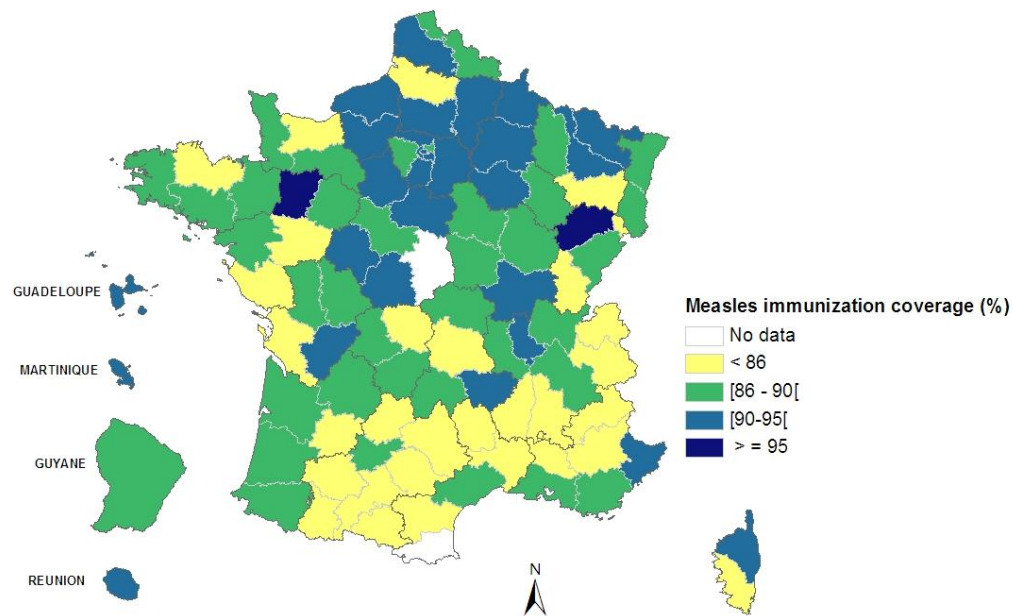 GUADELOUPE
MARTINIQUE
GUYANE
REUNION
Measles immunization coverage (%)
No data
< 86
[86 - 90[
[90-95[
> = 95
N